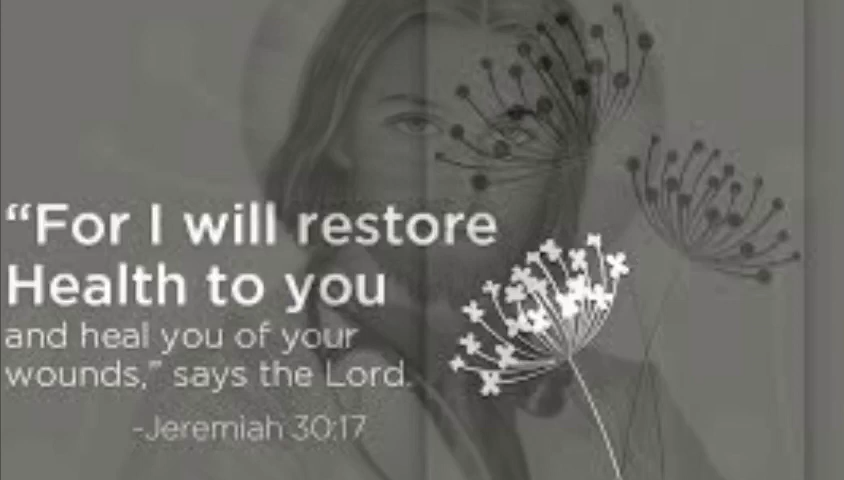 “For I will restore
Health to you
and heal you of your
wounds,” says the Lord.
-Jeremiah 30:17